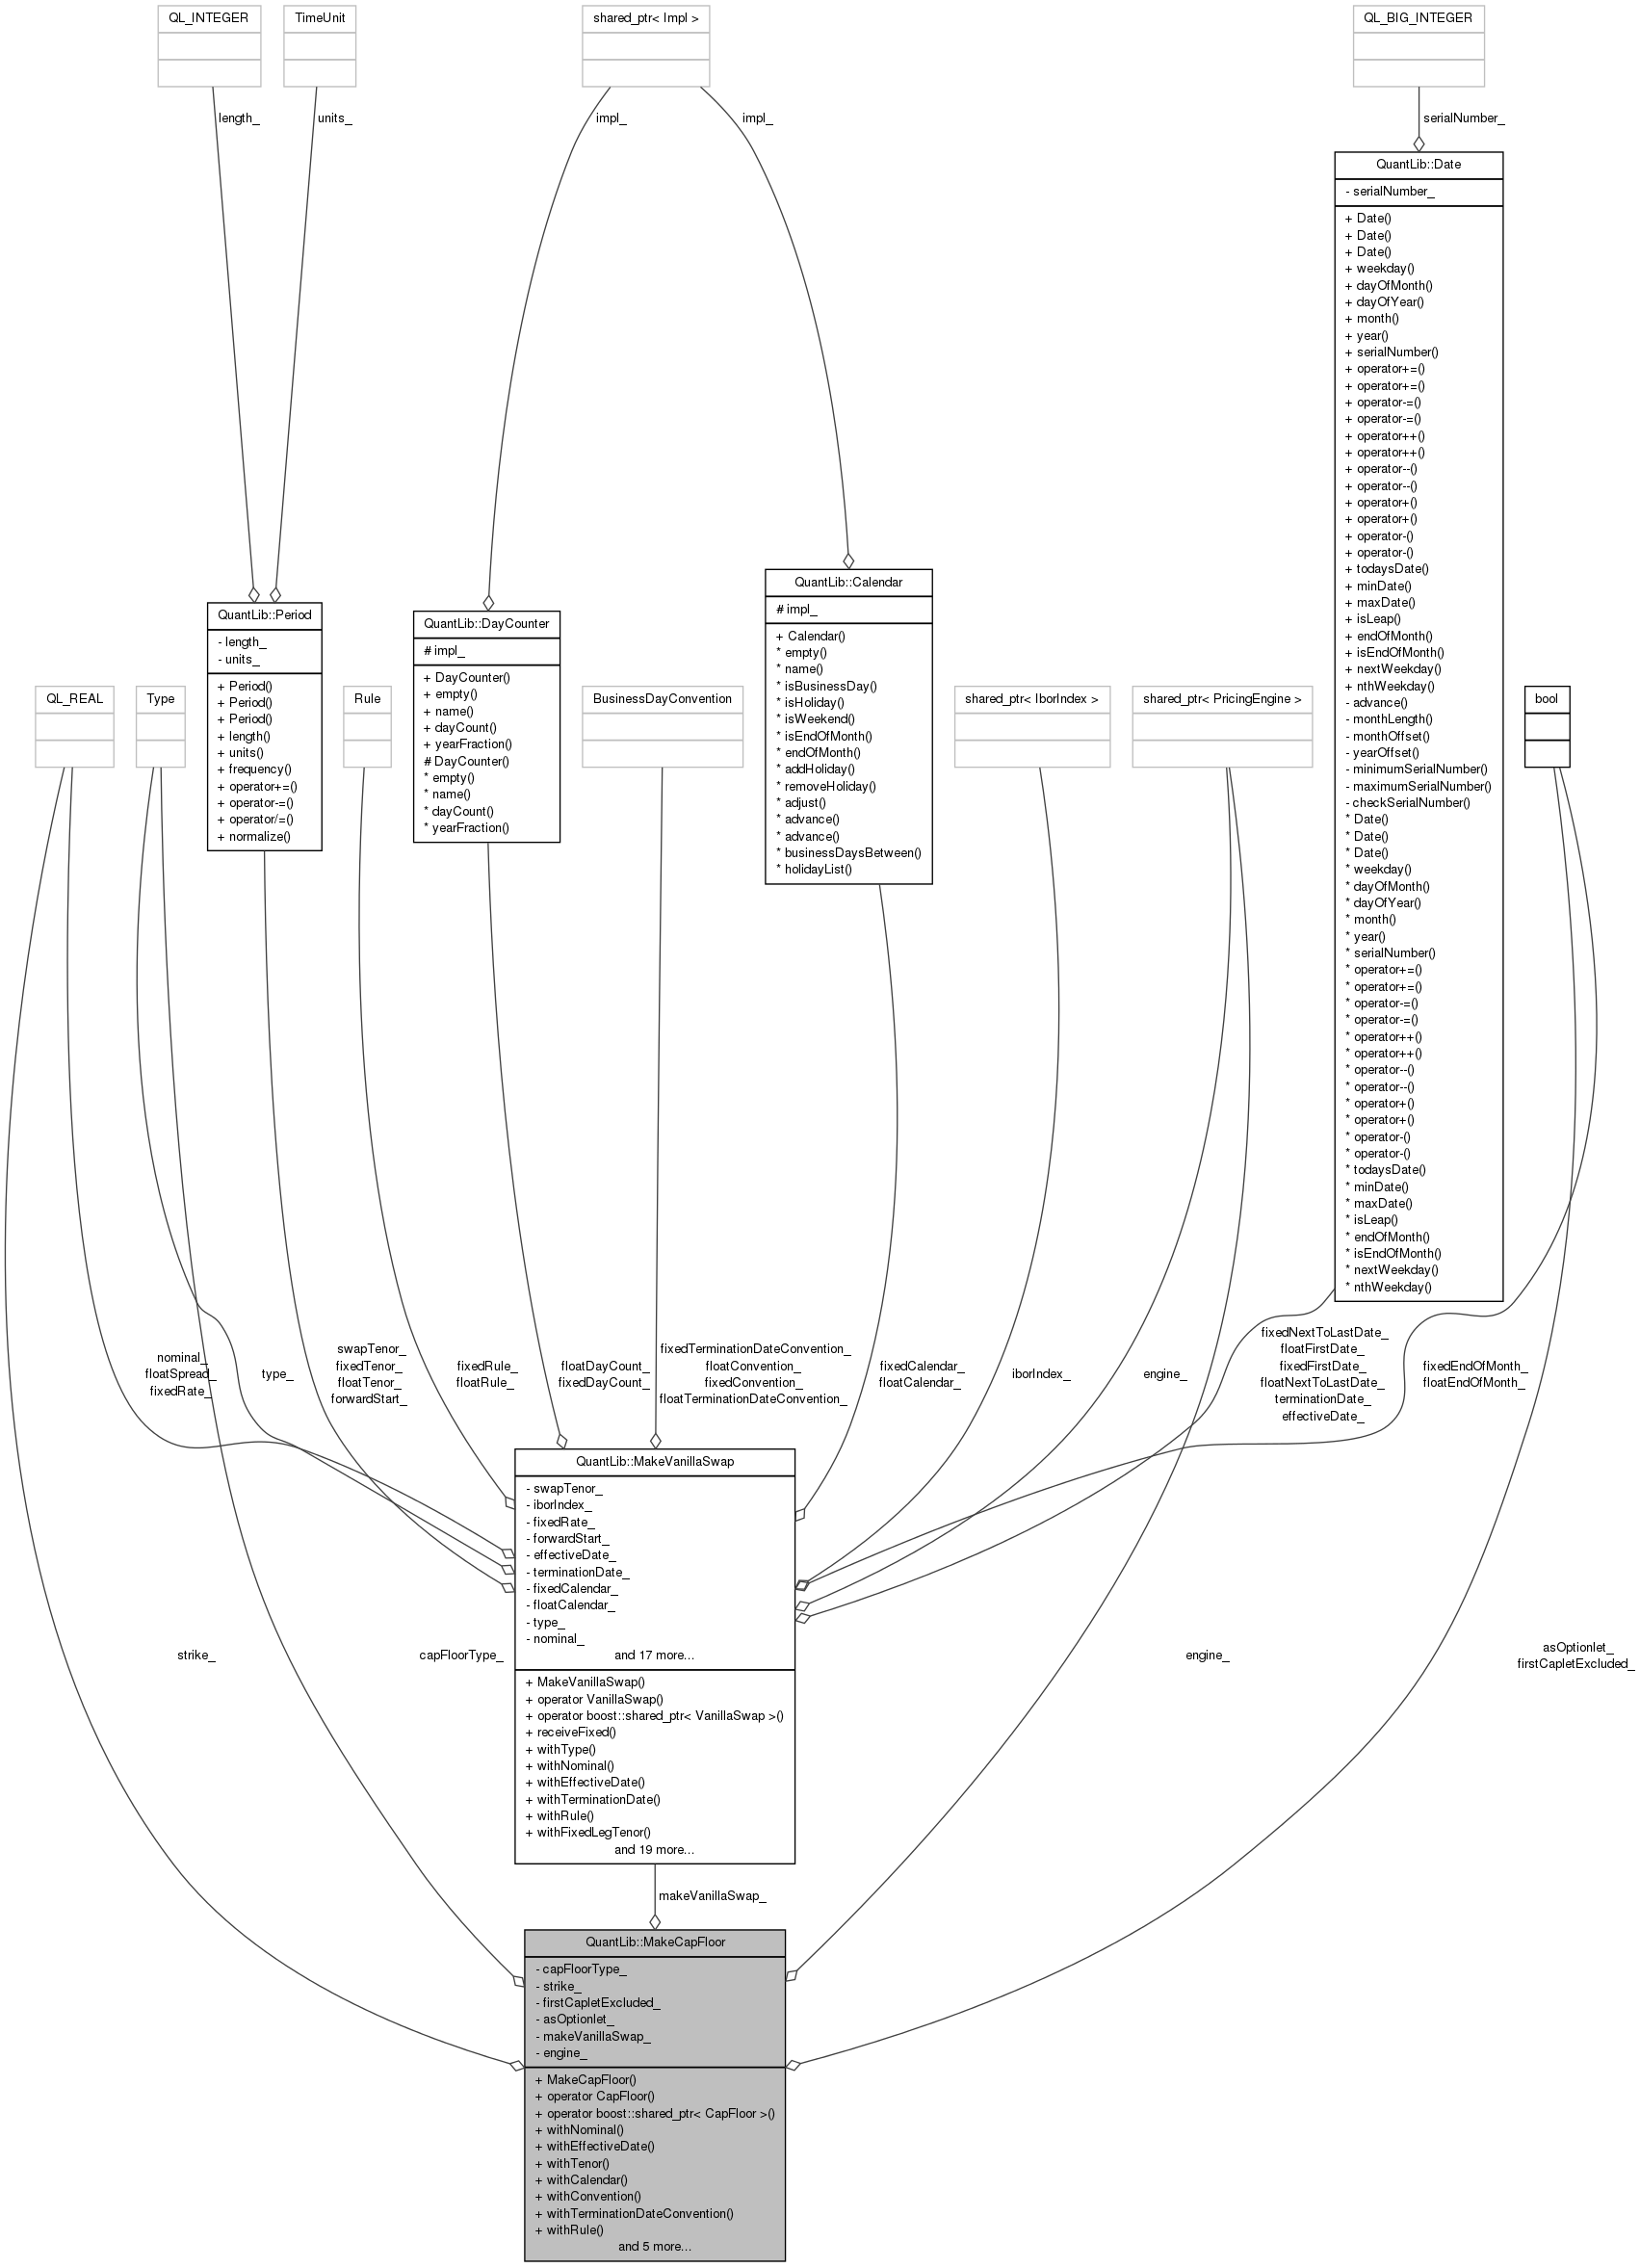 QL_INTEGER
TimeUnit
shared_ptr< Impl >
QL_BIG_INTEGER
length_
units_
impl_
impl_
serialNumber_
QuantLib::Date
- serialNumber_
+ Date()
+ Date()
+ Date()
+ weekday()
+ dayOfMonth()
+ dayOfYear()
+ month()
+ year()
+ serialNumber()
+ operator+=()
+ operator+=()
+ operator-=()
+ operator-=()
+ operator++()
+ operator++()
+ operator--()
+ operator--()
+ operator+()
+ operator+()
+ operator-()
+ operator-()
+ todaysDate()
+ minDate()
+ maxDate()
+ isLeap()
+ endOfMonth()
+ isEndOfMonth()
+ nextWeekday()
+ nthWeekday()
- advance()
- monthLength()
- monthOffset()
- yearOffset()
- minimumSerialNumber()
- maximumSerialNumber()
- checkSerialNumber()
* Date()
* Date()
* Date()
* weekday()
* dayOfMonth()
* dayOfYear()
* month()
* year()
* serialNumber()
* operator+=()
* operator+=()
* operator-=()
* operator-=()
* operator++()
* operator++()
* operator--()
* operator--()
* operator+()
* operator+()
* operator-()
* operator-()
* todaysDate()
* minDate()
* maxDate()
* isLeap()
* endOfMonth()
* isEndOfMonth()
* nextWeekday()
* nthWeekday()
QuantLib::Period
- length_
- units_
+ Period()
+ Period()
+ Period()
+ length()
+ units()
+ frequency()
+ operator+=()
+ operator-=()
+ operator/=()
+ normalize()
QuantLib::DayCounter
# impl_
+ DayCounter()
+ empty()
+ name()
+ dayCount()
+ yearFraction()
# DayCounter()
* empty()
* name()
* dayCount()
* yearFraction()
QuantLib::Calendar
# impl_
+ Calendar()
* empty()
* name()
* isBusinessDay()
* isHoliday()
* isWeekend()
* isEndOfMonth()
* endOfMonth()
* addHoliday()
* removeHoliday()
* adjust()
* advance()
* advance()
* businessDaysBetween()
* holidayList()
QL_REAL
Type
Rule
BusinessDayConvention
shared_ptr< IborIndex >
shared_ptr< PricingEngine >
bool
nominal_
floatSpread_
fixedRate_
type_
swapTenor_
fixedTenor_
floatTenor_
forwardStart_
fixedRule_
floatRule_
floatDayCount_
fixedDayCount_
fixedTerminationDateConvention_
floatConvention_
fixedConvention_
floatTerminationDateConvention_
fixedCalendar_
floatCalendar_
iborIndex_
engine_
fixedNextToLastDate_
floatFirstDate_
fixedFirstDate_
floatNextToLastDate_
terminationDate_
effectiveDate_
fixedEndOfMonth_
floatEndOfMonth_
QuantLib::MakeVanillaSwap
- swapTenor_
- iborIndex_
- fixedRate_
- forwardStart_
- effectiveDate_
- terminationDate_
- fixedCalendar_
- floatCalendar_
- type_
- nominal_
and 17 more...
+ MakeVanillaSwap()
+ operator VanillaSwap()
+ operator boost::shared_ptr< VanillaSwap >()
+ receiveFixed()
+ withType()
+ withNominal()
+ withEffectiveDate()
+ withTerminationDate()
+ withRule()
+ withFixedLegTenor()
and 19 more...
strike_
capFloorType_
engine_
asOptionlet_
firstCapletExcluded_
makeVanillaSwap_
QuantLib::MakeCapFloor
- capFloorType_
- strike_
- firstCapletExcluded_
- asOptionlet_
- makeVanillaSwap_
- engine_
+ MakeCapFloor()
+ operator CapFloor()
+ operator boost::shared_ptr< CapFloor >()
+ withNominal()
+ withEffectiveDate()
+ withTenor()
+ withCalendar()
+ withConvention()
+ withTerminationDateConvention()
+ withRule()
and 5 more...